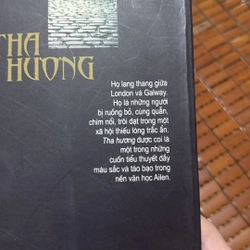 THA
HƯƠNG
Họ lang thang giữa
London và Galway.
Họ là những người
bị ruồng bỏ, cùng quẫn,
chìm nổi, trôi dạt trong một
xã hội thiếu lòng trắc ẩn.
Tha hương được coi là
một trong những
cuốn tiểu thuyết đầy
màu sắc và táo bạo trong
nền văn học Ailen.